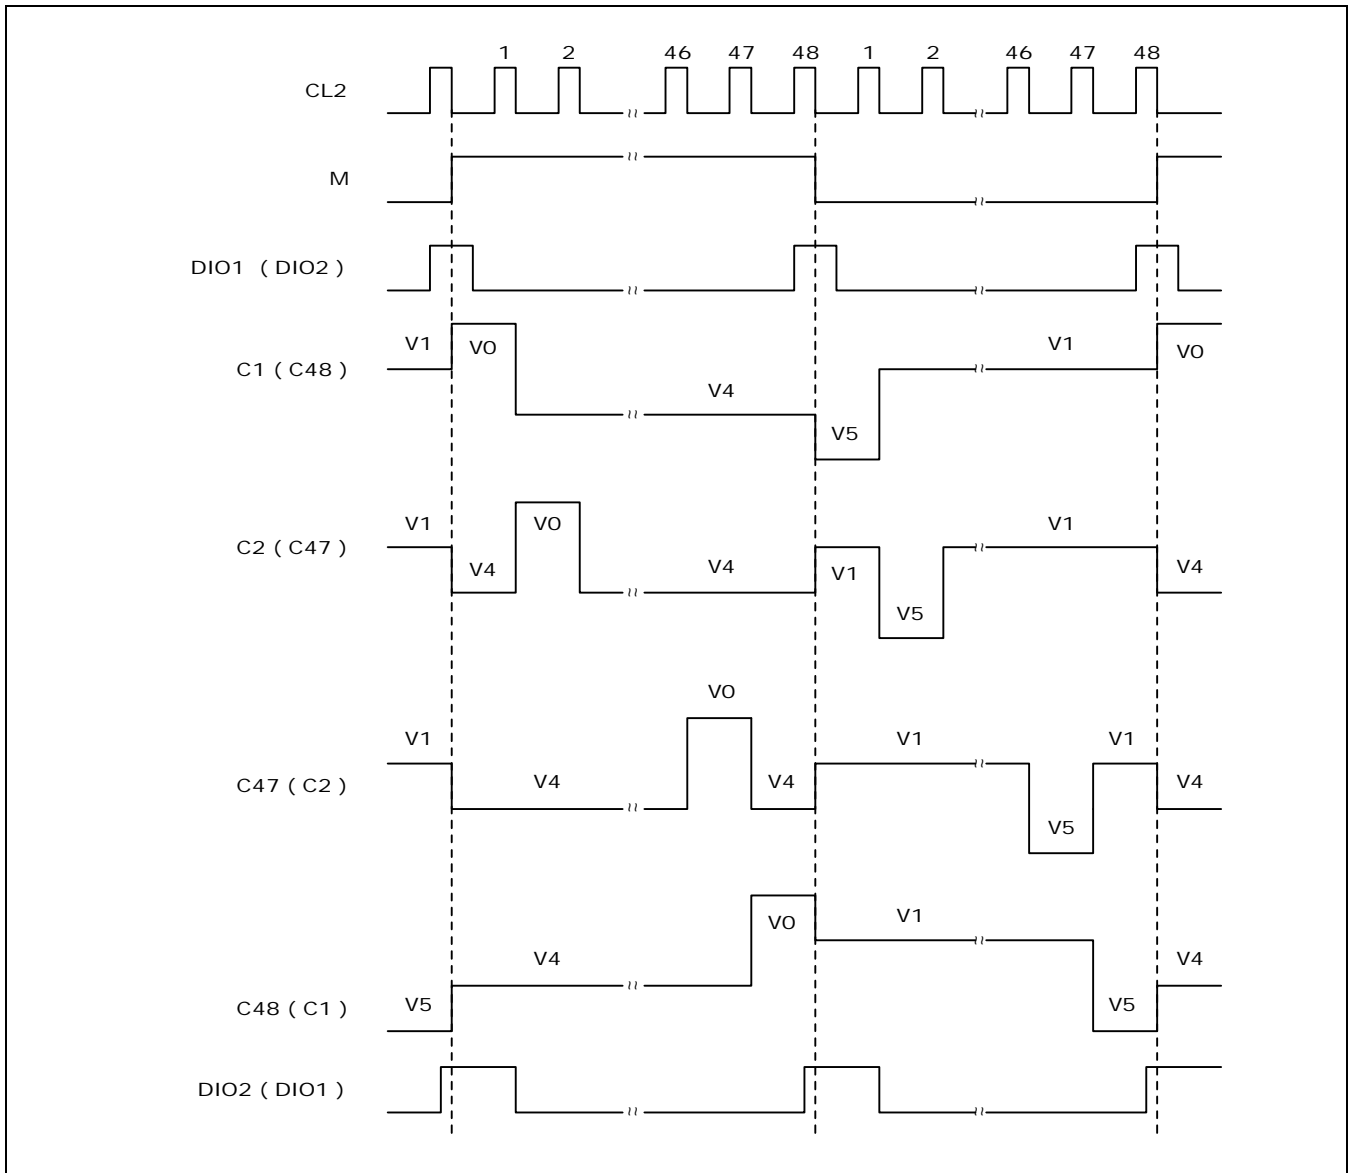 1 2 46 47 48 1 2 46 47 48
CL2
M
DIO1 ( DIO2 )
V1 V0 V4 V5 V1 V0
C1 ( C48 )
V1 V4 V0 V4 V1 V5 V1 V4
C2 ( C47 )
V1 V4 V0 V4 V1 V5 V1 V4
C47 ( C2 )
V5 V4 V0 V1 V5 V4
C48 ( C1 )
DIO2 ( DIO1 )